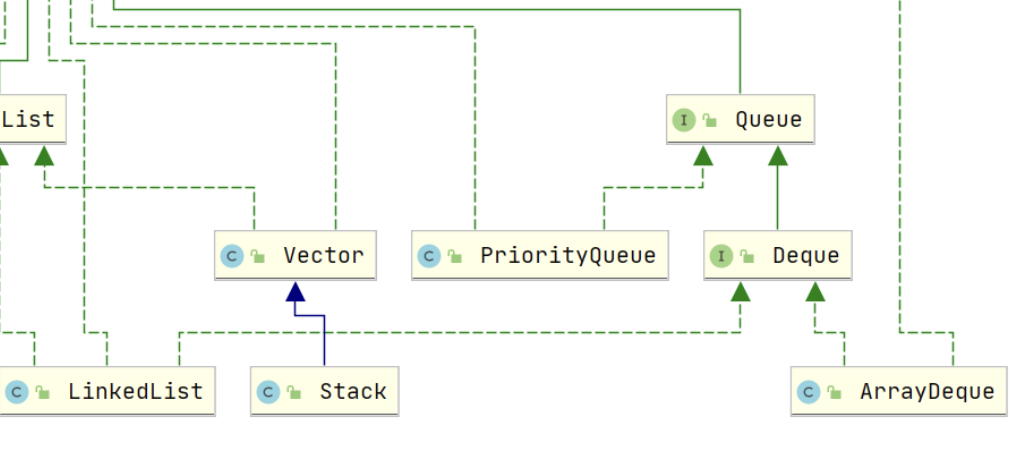 List
I Queue
C Vector
C PriorityQueue
I Deque
C LinkedList
C Stack
C ArrayDeque